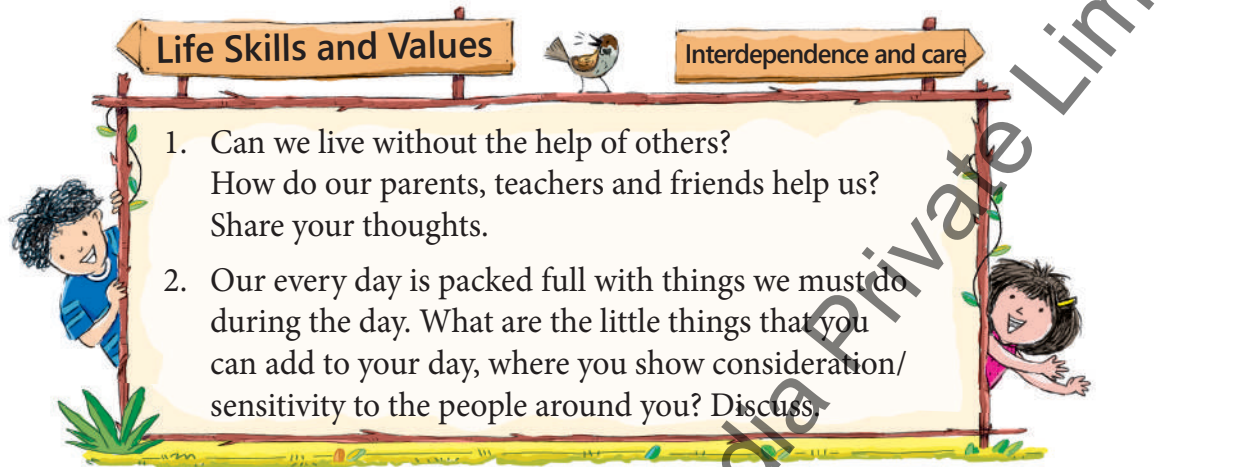 Life Skills and Values
Interdependence and care
1. Can we live without the help of others?
How do our parents, teachers and friends help us?
Share your thoughts.
2. Our every day is packed full with things we must do
during the day. What are the little things that you
can add to your day, where you show consideration/
sensitivity to the people around you? Discuss.
dia Private Lim